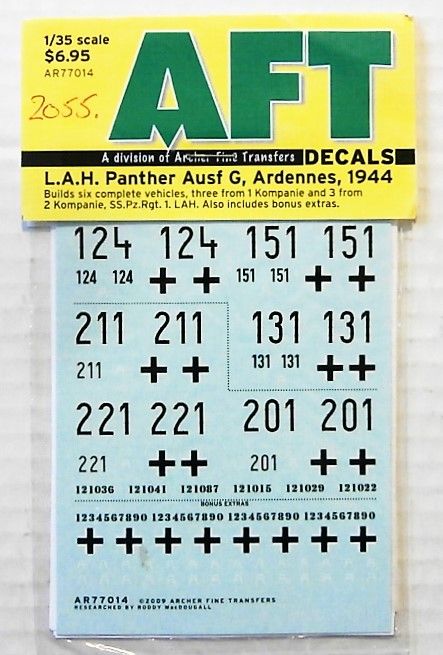 1/35 scale
$6.95
AR77014
2055.
AFT
A division of Archer Fine Transfers DECALS
L.A.H. Panther Ausf G, Ardennes, 1944
Builds six complete vehicles, three from 1 Kompanie and 3 from
2 Kompanie, SS.Pz.Rgt. 1. LAH. Also includes bonus extras.
124 124 151 151
124 124 151 151
211 211 131 131
211 131 131
221 221 201 201
221 201
121036 121041 121087 121015 121029 121022
BONUS EXTRAS
1234567890 1234567890 1234567890 1234567890
AR77014 ©2009 ARCHER FINE TRANSFERS
RESEARCHED BY RODDY MacDOUGALL